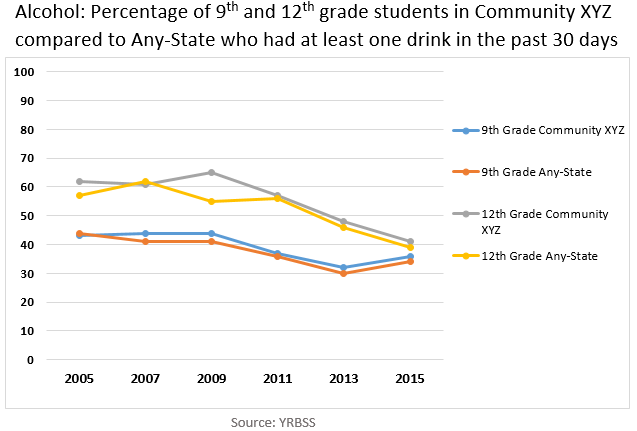 Alcohol: Percentage of 9th and 12th grade students in Community XYZ
compared to Any-State who had at least one drink in the past 30 days
100
90
80
70
60
50
40
30
20
10
0
2005 2007 2009 2011 2013 2015
9th Grade Community XYZ
9th Grade Any-State
12th Grade Community
XYZ
12th Grade Any-State
Source: YRBSS